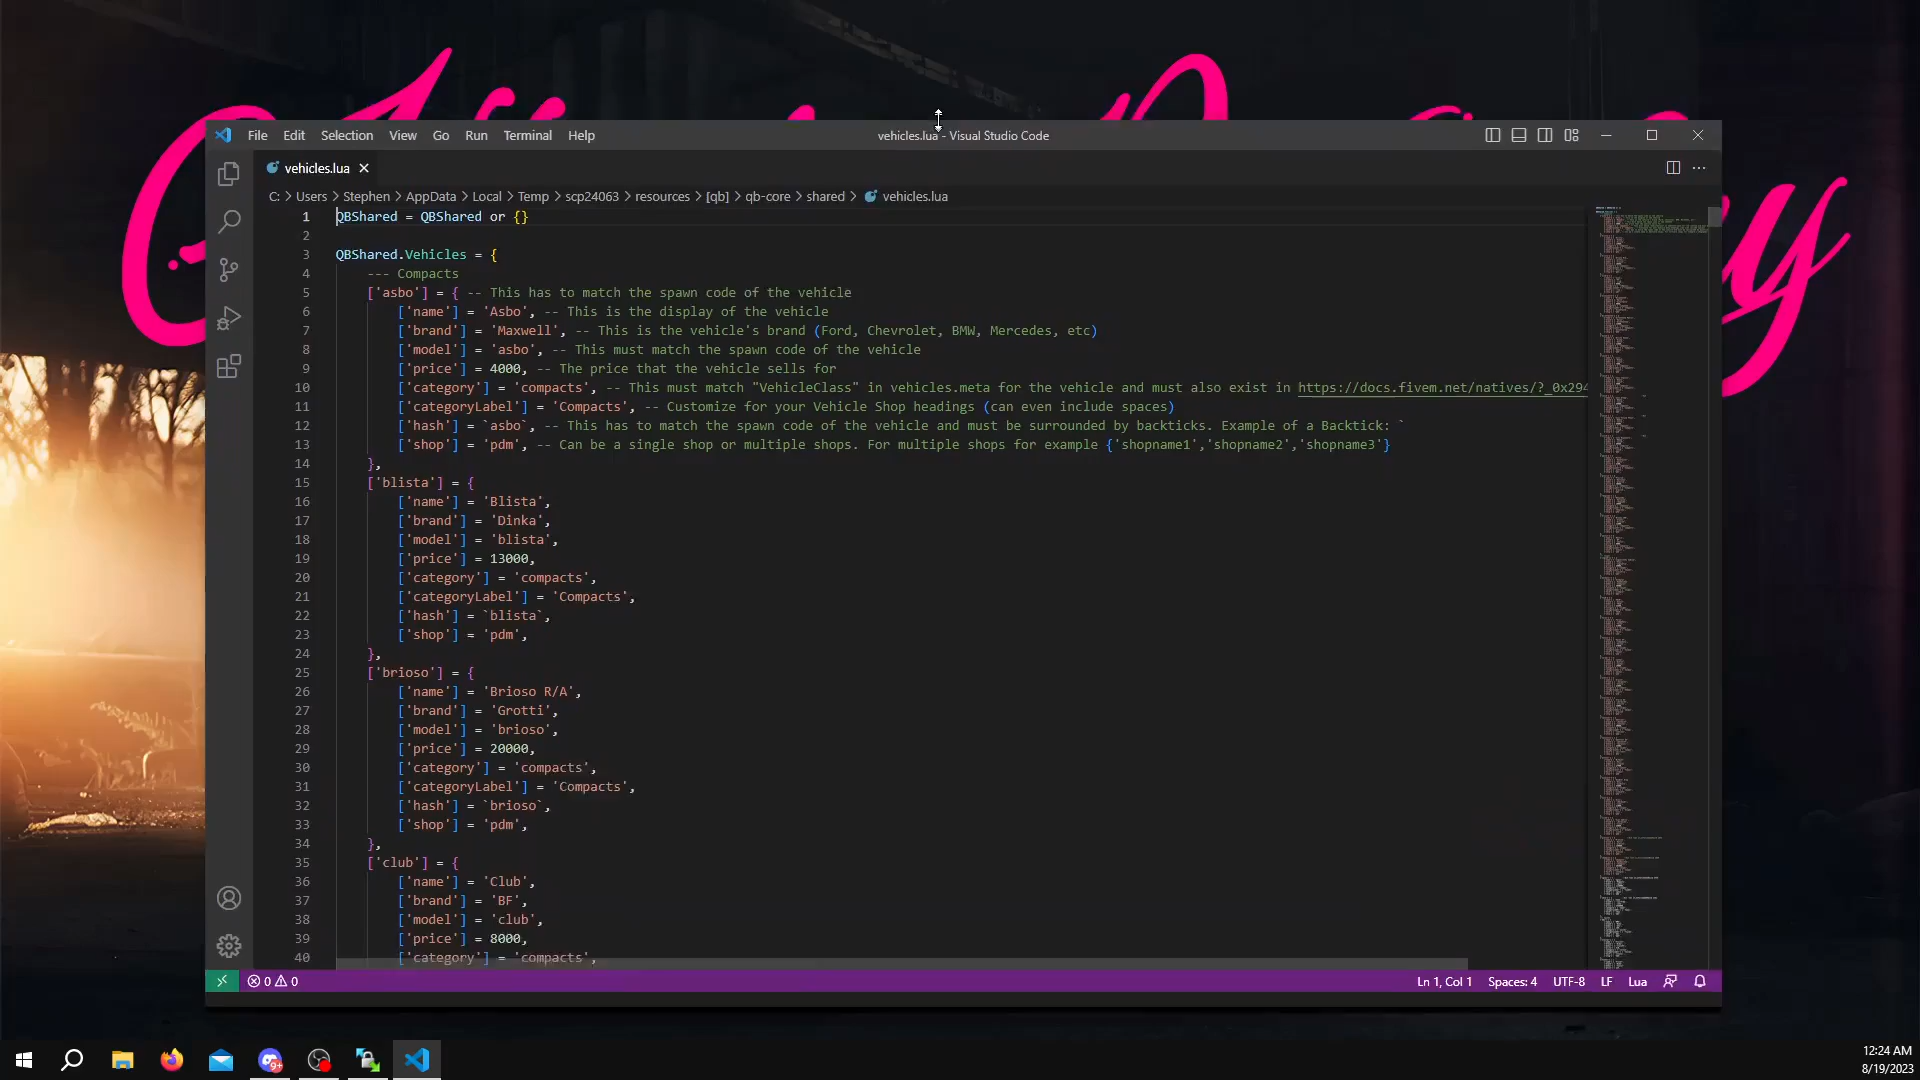 File Edit Selection View Go Run Terminal Help
vehicles.lua - Visual Studio Code
vehicles.lua
C: > Users > Stephen > AppData > Local > Temp > scp24063 > resources > [qb] > qb-core > shared > vehicles.lua
1 QBShared = QBShared or {}
2
3 QBShared.Vehicles = {
4 --- Compacts
5 ['asbo'] = { -- This has to match the spawn code of the vehicle
6 ['name'] = 'Asbo', -- This is the display of the vehicle
7 ['brand'] = 'Maxwell', -- This is the vehicle's brand (Ford, Chevrolet, BMW, Mercedes, etc)
8 ['model'] = 'asbo', -- This must match the spawn code of the vehicle
9 ['price'] = 4000, -- The price that the vehicle sells for
10 ['category'] = 'compacts', -- This must match "VehicleClass" in vehicles.meta for the vehicle and must also exist in https://docs.fivem.net/natives/?_0x294
11 ['categoryLabel'] = 'Compacts', -- Customize for your Vehicle Shop headings (can even include spaces)
12 ['hash'] = `asbo`, -- This has to match the spawn code of the vehicle and must be surrounded by backticks. Example of a Backtick: `
13 ['shop'] = 'pdm', -- Can be a single shop or multiple shops. For multiple shops for example {'shopname1','shopname2','shopname3'}
14 },
15 ['blista'] = {
16 ['name'] = 'Blista',
17 ['brand'] = 'Dinka',
18 ['model'] = 'blista',
19 ['price'] = 13000,
20 ['category'] = 'compacts',
21 ['categoryLabel'] = 'Compacts',
22 ['hash'] = `blista`,
23 ['shop'] = 'pdm',
24 },
25 ['brioso'] = {
26 ['name'] = 'Brioso R/A',
27 ['brand'] = 'Grotti',
28 ['model'] = 'brioso',
29 ['price'] = 20000,
30 ['category'] = 'compacts',
31 ['categoryLabel'] = 'Compacts',
32 ['hash'] = `brioso`,
33 ['shop'] = 'pdm',
34 },
35 ['club'] = {
36 ['name'] = 'Club',
37 ['brand'] = 'BF',
38 ['model'] = 'club',
39 ['price'] = 8000,
40 ['category'] = 'compacts',
0 0
Ln 1, Col 1 Spaces: 4 UTF-8 LF Lua
9+
12:24 AM
8/19/2023